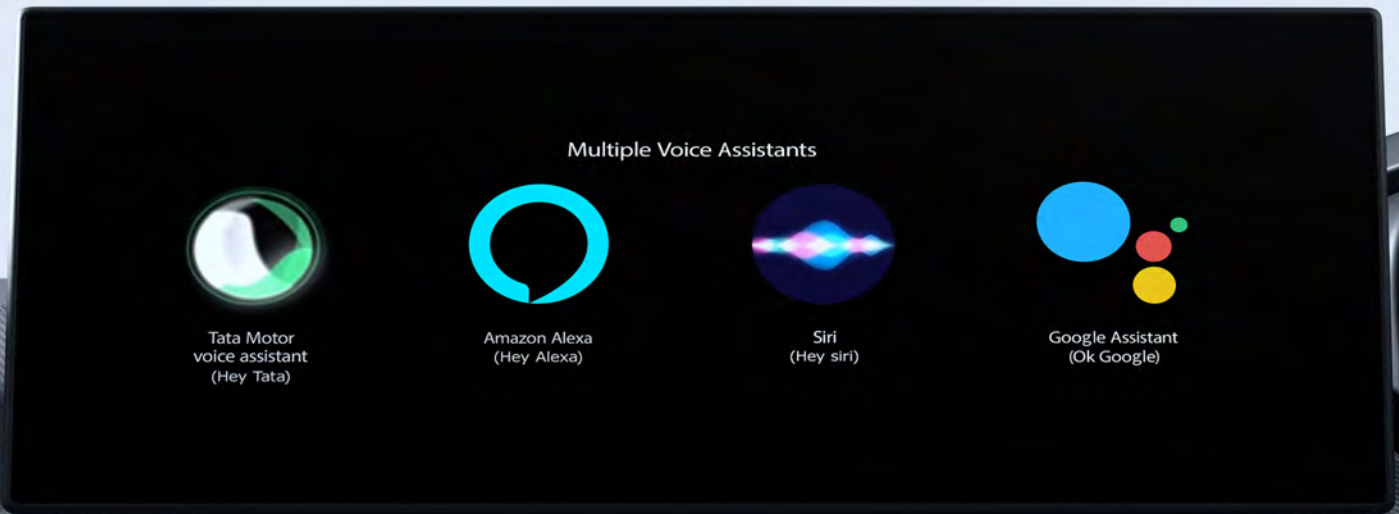 Multiple Voice Assistants
Tata Motor
voice assistant
(Hey Tata)
Amazon Alexa
(Hey Alexa)
Siri
(Hey siri)
Google Assistant
(Ok Google)